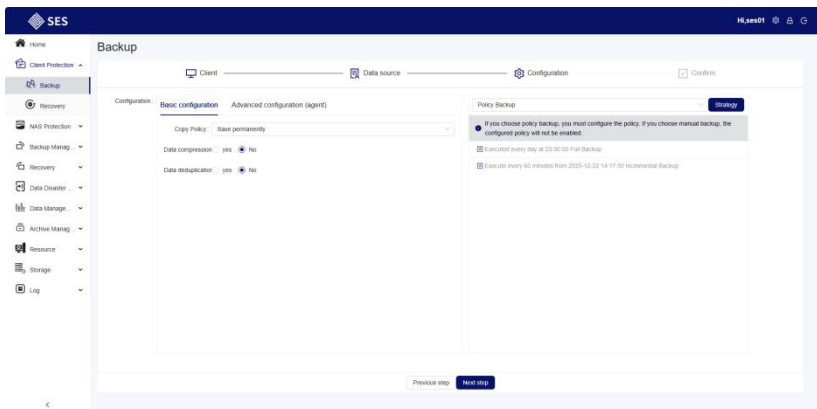 SES
Hi,ses01
Home
Client Protection
Backup
Recovery
NAS Protection
Backup Manag...
Recovery
Data Disaster ...
Data Manage...
Archive Manag...
Resource
Storage
Log
Backup
Client
Data source
Configuration
Confirm
Configuration
Basic configuration
Advanced configuration (agent)
Copy Policy:
Save permanently
Data compression
yes
No
Data deduplication
yes
No
Policy Backup
Strategy
If you choose policy backup, you must configure the policy. If you choose manual backup, the
configured policy will not be enabled.
Executed every day at 23:00:00 Full Backup
Execute every 60 minutes from 2025-12-22 14:17:50 Incremental Backup
Previous step
Next step